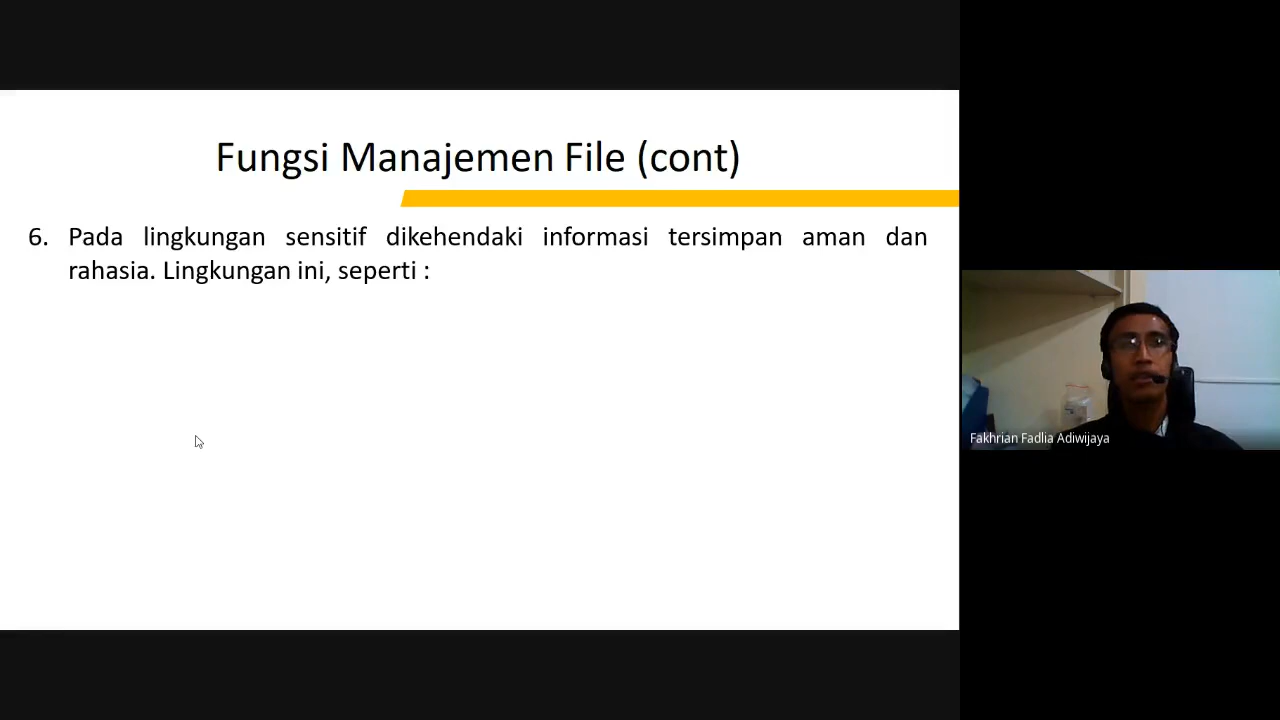 Fungsi Manajemen File (cont)
6. Pada lingkungan sensitif dikehendaki informasi tersimpan aman dan
rahasia. Lingkungan ini, seperti :
Fakhrian Fadlia Adiwijaya